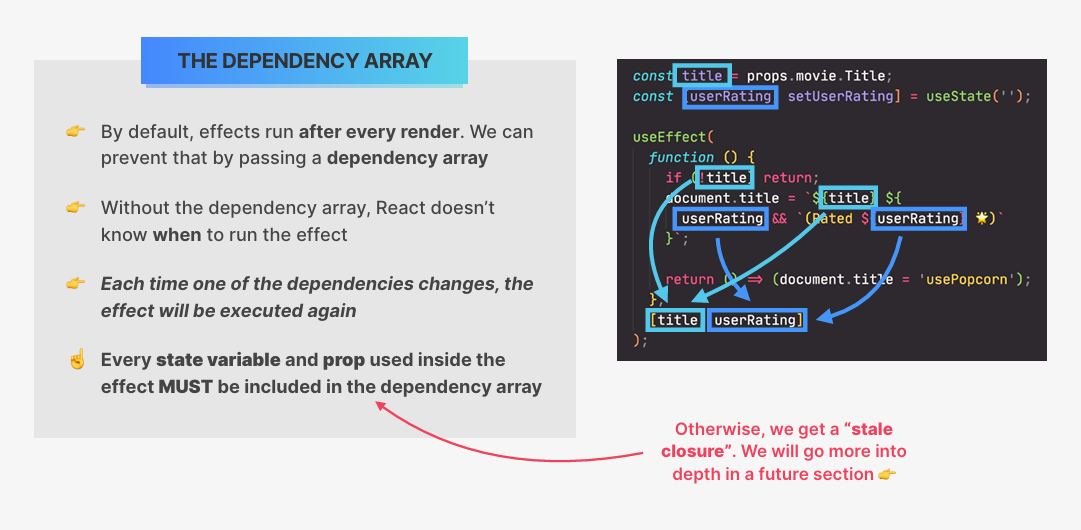 THE DEPENDENCY ARRAY
👉 By default, effects run after every render. We can
prevent that by passing a dependency array
👉 Without the dependency array, React doesn’t
know when to run the effect
👉 Each time one of the dependencies changes, the
effect will be executed again
☝️ Every state variable and prop used inside the
effect MUST be included in the dependency array
const title = props.movie.Title;
const [userRating, setUserRating] = useState('');
useEffect(
function () {
if (!title) return;
document.title = `${title} ${
userRating && `(Rated ${userRating} 🌟)`
}`;
return () => (document.title = 'usePopcorn');
},
[title, userRating]
);
Otherwise, we get a “stale
closure”. We will go more into
depth in a future section 👉